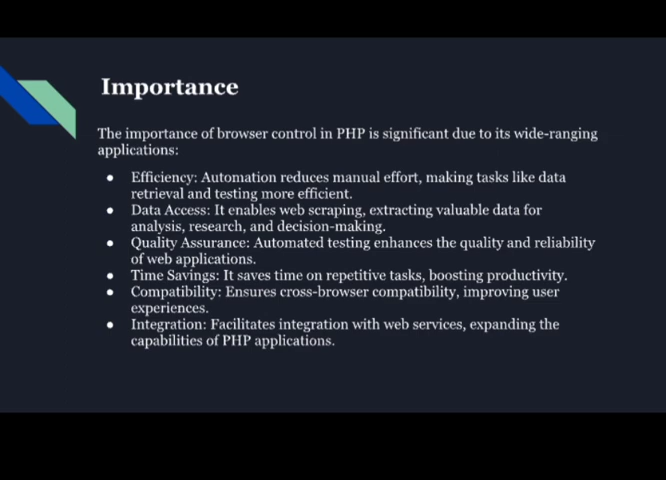 Importance
The importance of browser control in PHP is significant due to its wide-ranging
applications:
● Efficiency: Automation reduces manual effort, making tasks like data
retrieval and testing more efficient.
● Data Access: It enables web scraping, extracting valuable data for
analysis, research, and decision-making.
● Quality Assurance: Automated testing enhances the quality and reliability
of web applications.
● Time Savings: It saves time on repetitive tasks, boosting productivity.
● Compatibility: Ensures cross-browser compatibility, improving user
experiences.
● Integration: Facilitates integration with web services, expanding the
capabilities of PHP applications.